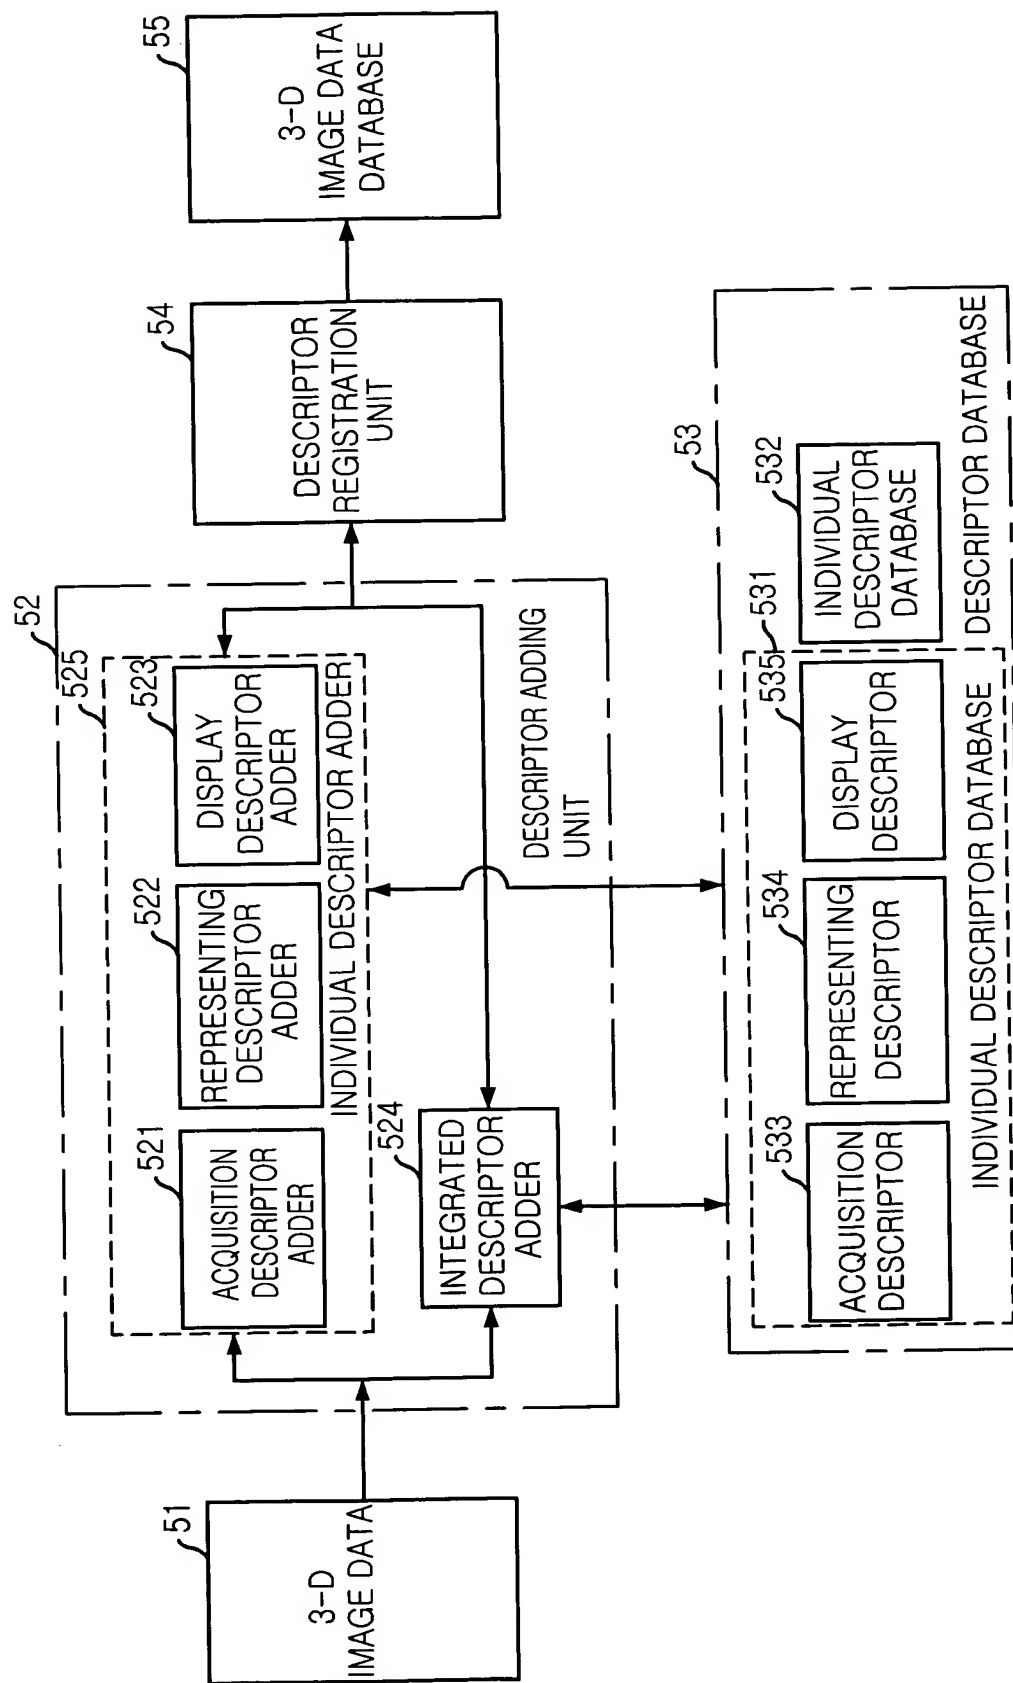 51
3-D
IMAGE DATA
52
525
521
ACQUISITION
DESCRIPTOR
ADDER
522
REPRESENTING
DESCRIPTOR
ADDER
523
DISPLAY
DESCRIPTOR
ADDER
INDIVIDUAL DESCRIPTOR ADDER
524
INTEGRATED
DESCRIPTOR
ADDER
DESCRIPTOR ADDING
UNIT
54
DESCRIPTOR
REGISTRATION
UNIT
55
3-D
IMAGE DATA
DATABASE
53
533
ACQUISITION
DESCRIPTOR
534
REPRESENTING
DESCRIPTOR
535
DISPLAY
DESCRIPTOR
531
INDIVIDUAL DESCRIPTOR DATABASE
532
INDIVIDUAL
DESCRIPTOR
DATABASE
DESCRIPTOR DATABASE